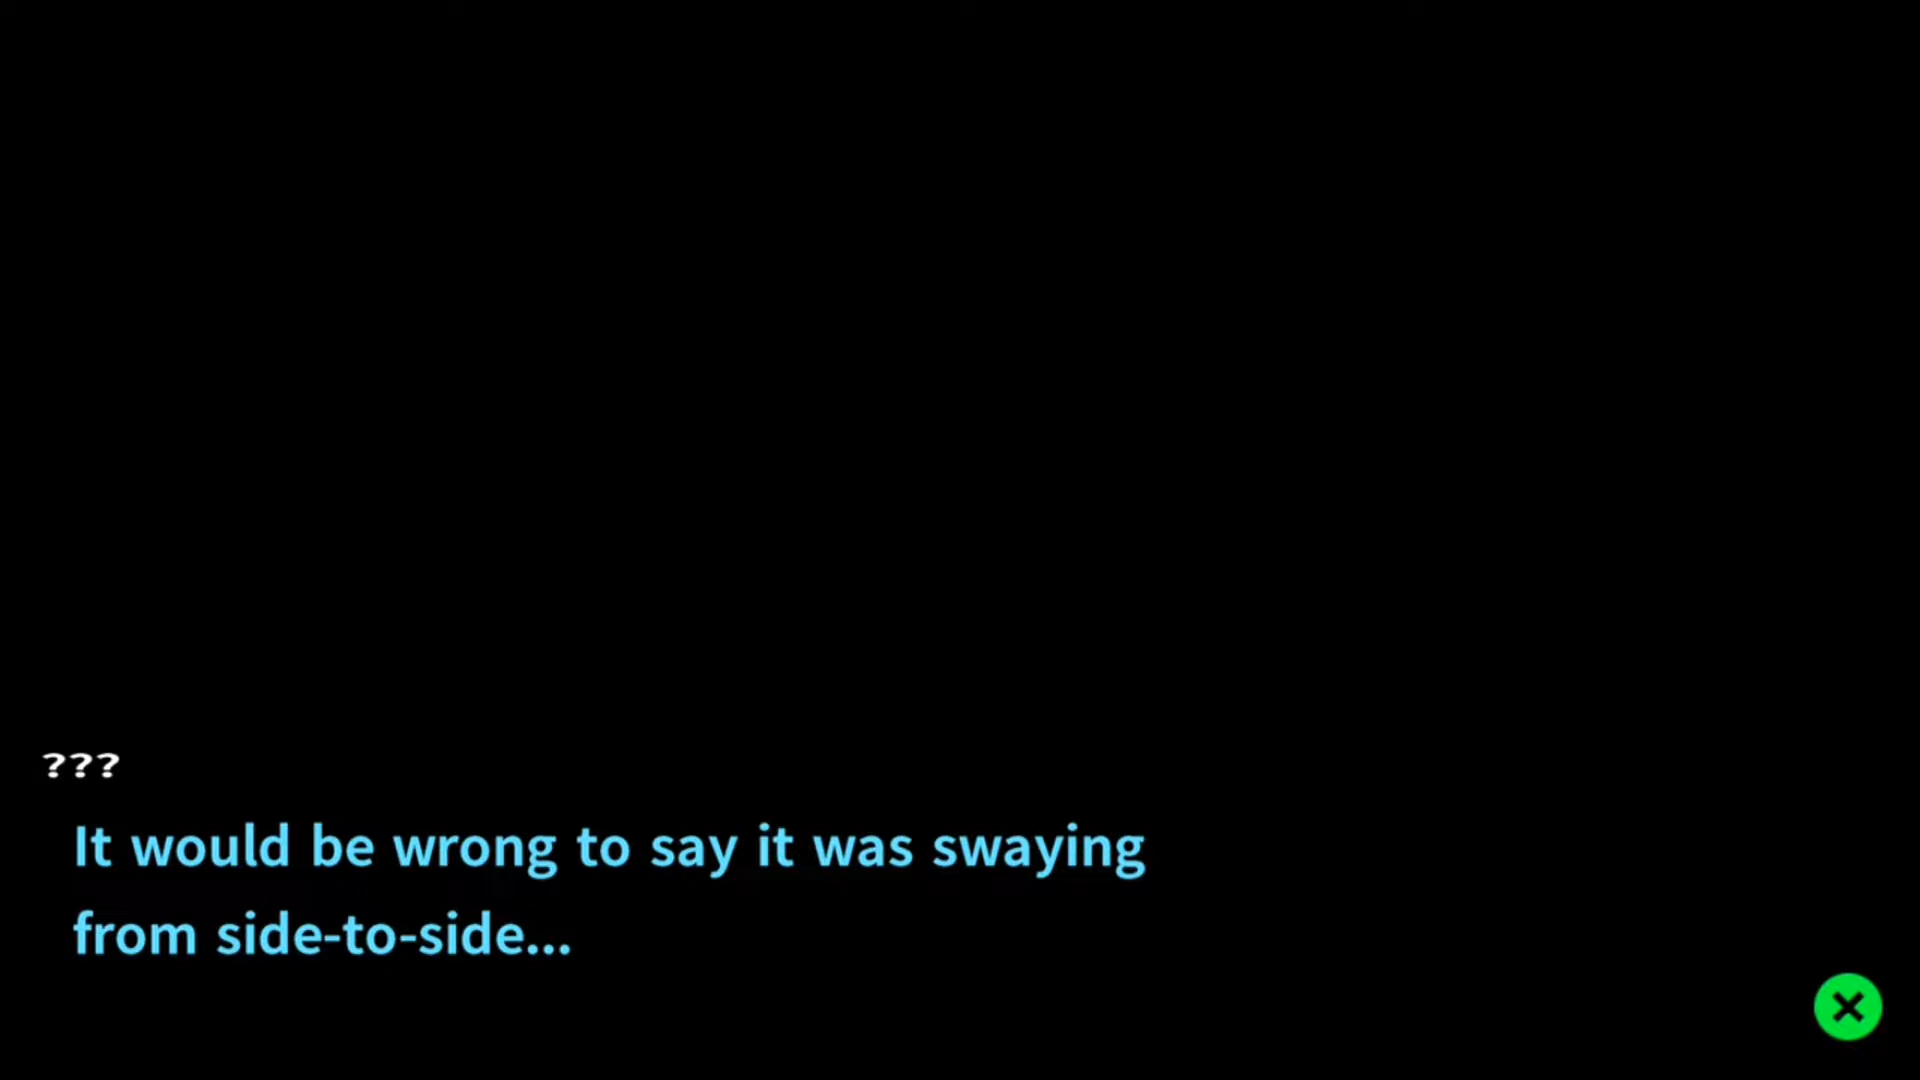 ???
It would be wrong to say it was swaying
from side-to-side...